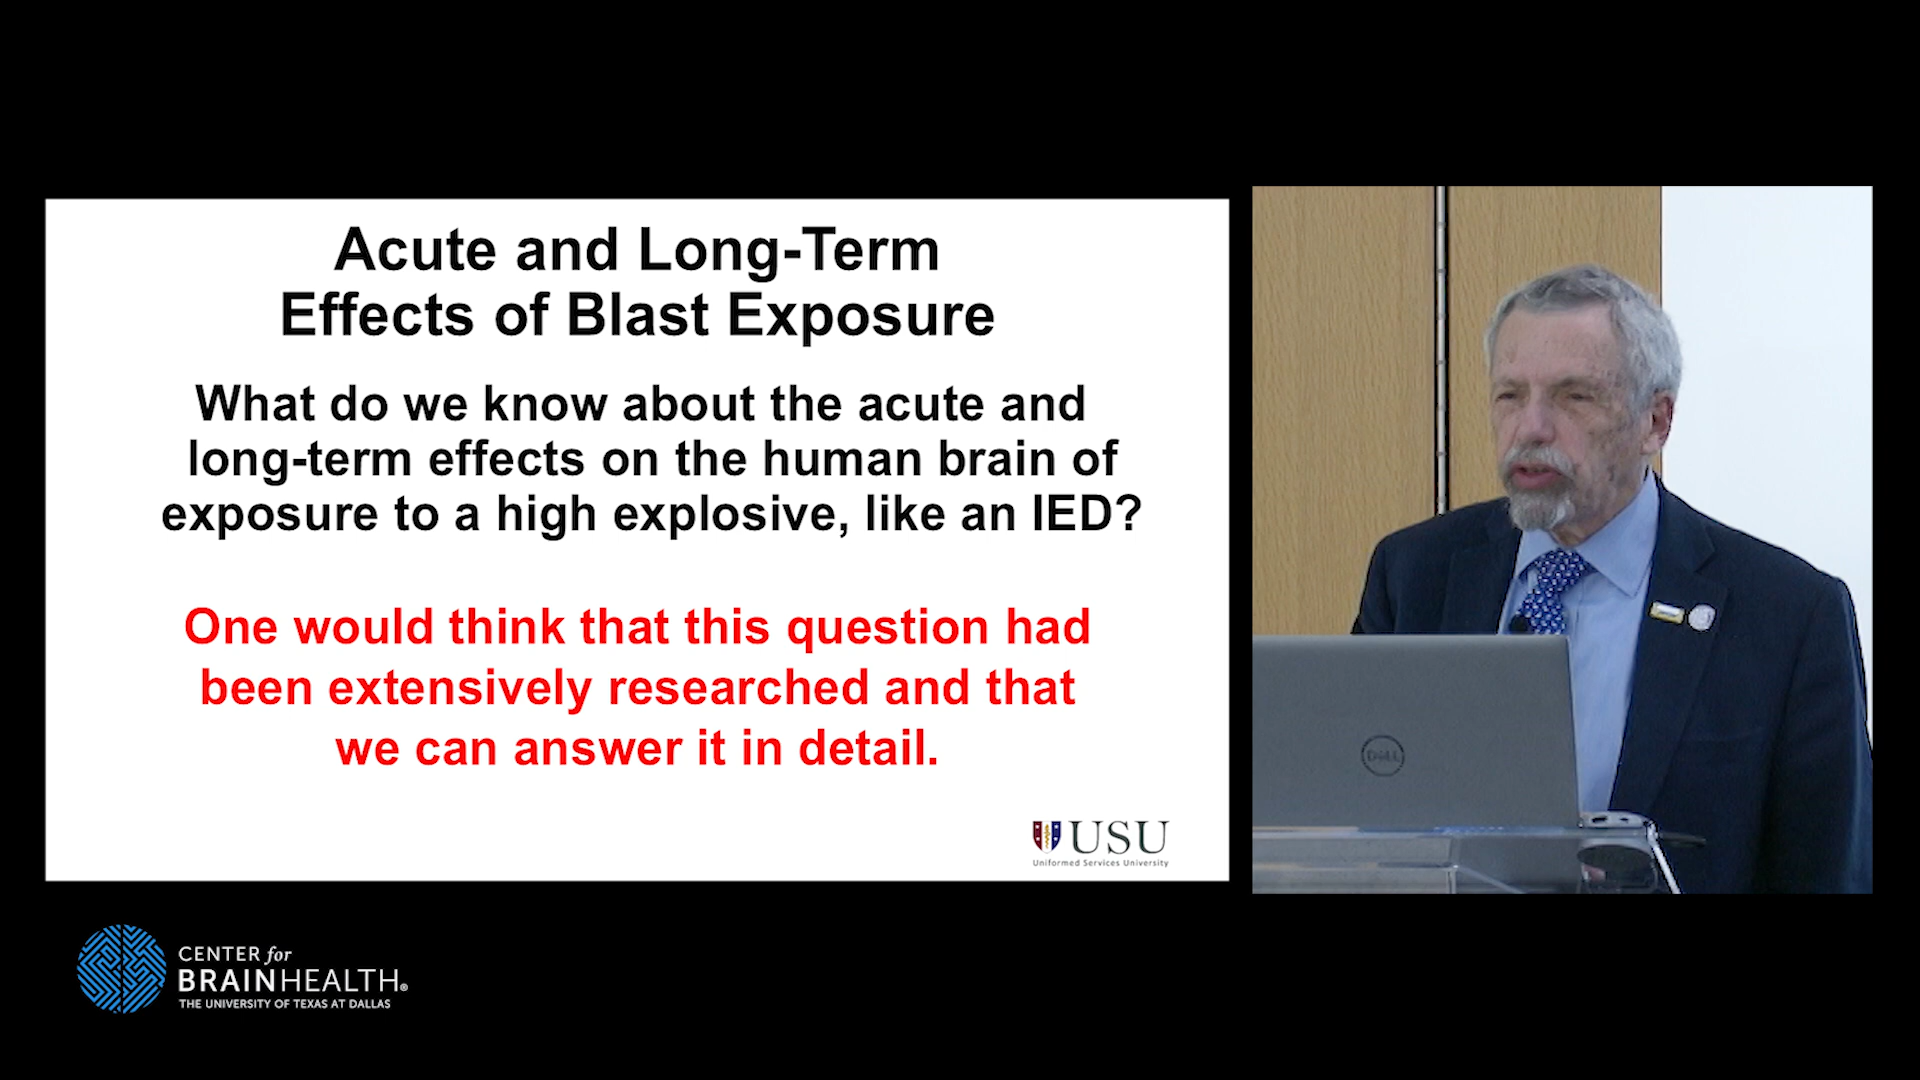 Acute and Long-Term
Effects of Blast Exposure
What do we know about the acute and
long-term effects on the human brain of
exposure to a high explosive, like an IED?
One would think that this question had
been extensively researched and that
we can answer it in detail.
USU
Uniformed Services University
DELL
CENTER for
BRAINHEALTH®
THE UNIVERSITY OF TEXAS AT DALLAS